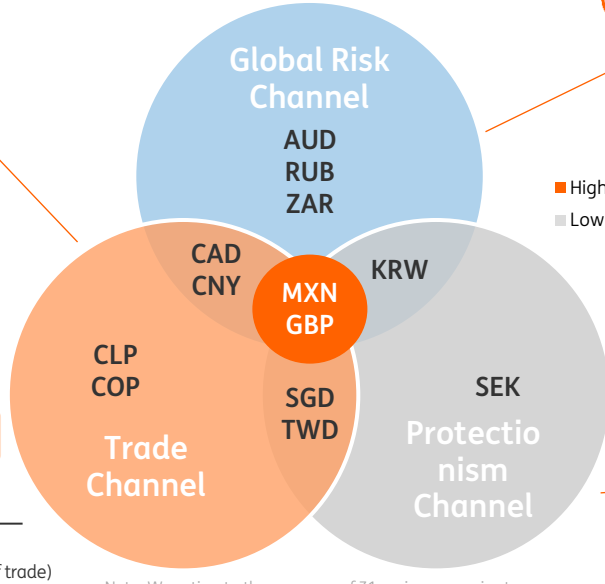 Global Risk
Channel
AUD
RUB
ZAR
High
Low
CAD
CNY
KRW
MXN
GBP
CLP
COP
SGD
TWD
SEK
Trade
Channel
Protectio
nism
Channel
f trade)